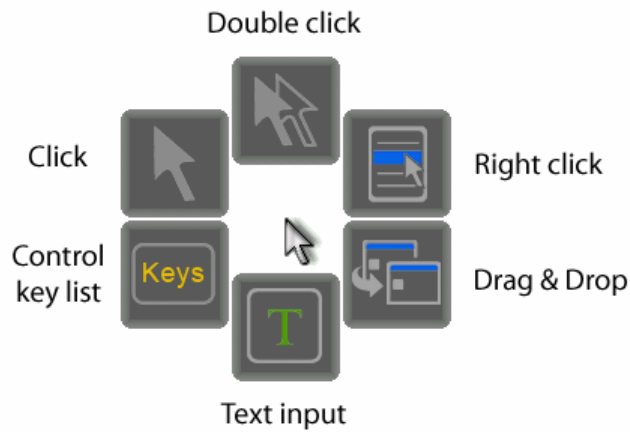 Double click
Click
Right click
Control
key list
Keys
Drag & Drop
T
Text input